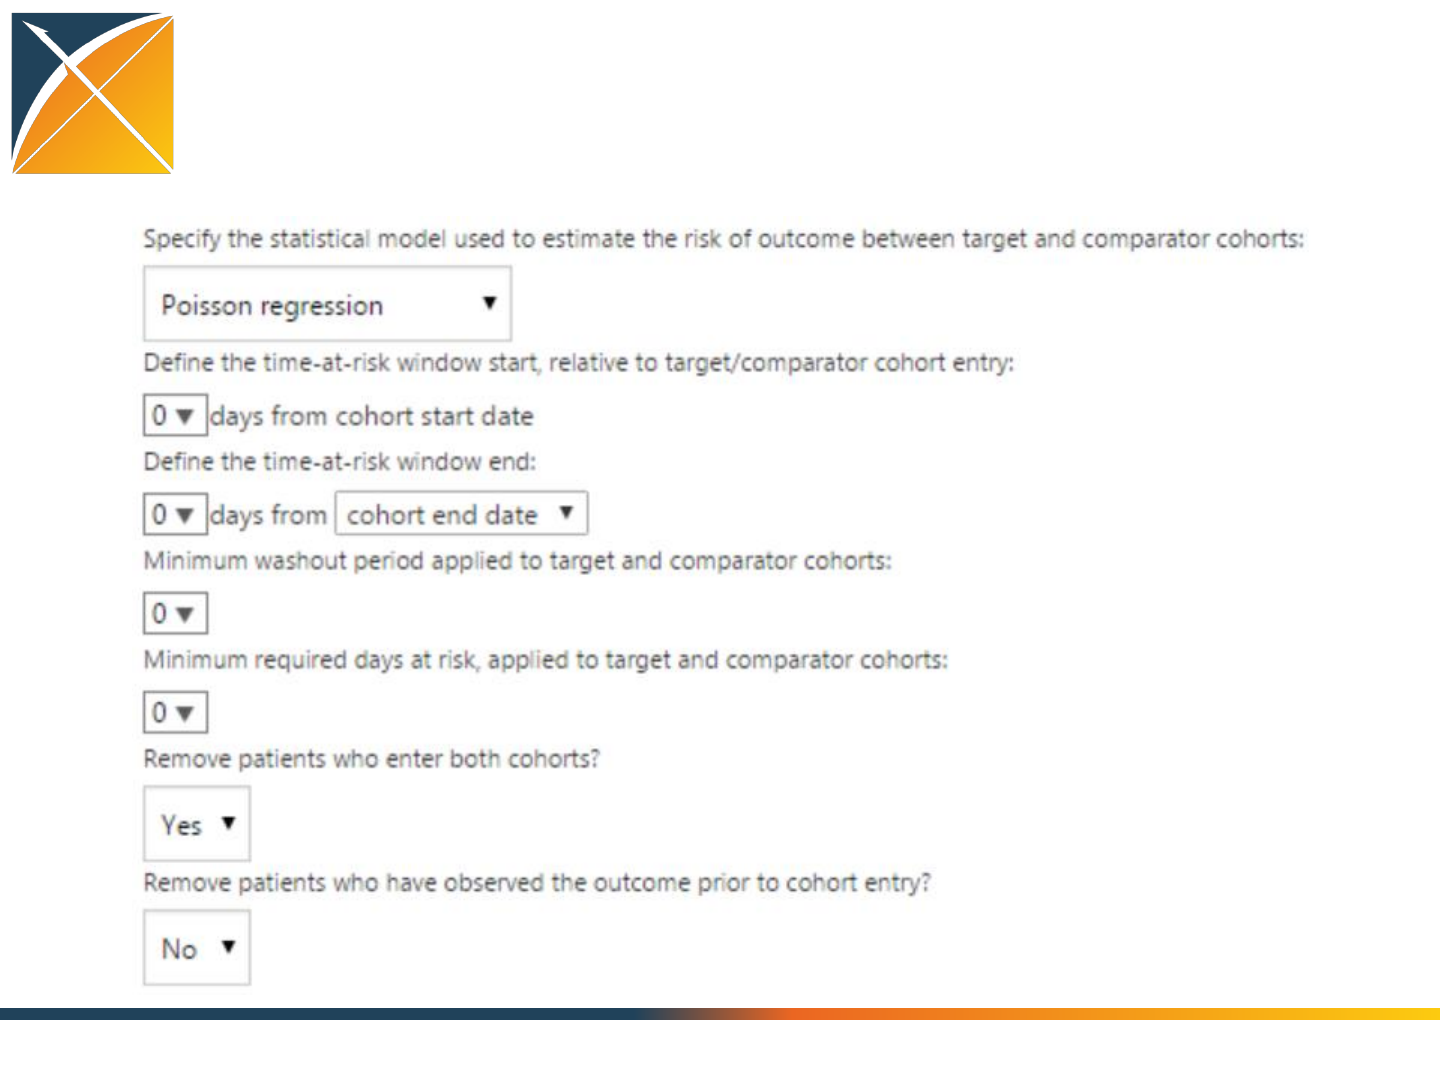 Specify the statistical model used to estimate the risk of outcome between target and comparator cohorts:
Poisson regression
Define the time-at-risk window start, relative to target/comparator cohort entry:
0 days from cohort start date
Define the time-at-risk window end:
0 days from cohort end date
Minimum washout period applied to target and comparator cohorts:
0
Minimum required days at risk, applied to target and comparator cohorts:
0
Remove patients who enter both cohorts?
Yes
Remove patients who have observed the outcome prior to cohort entry?
No